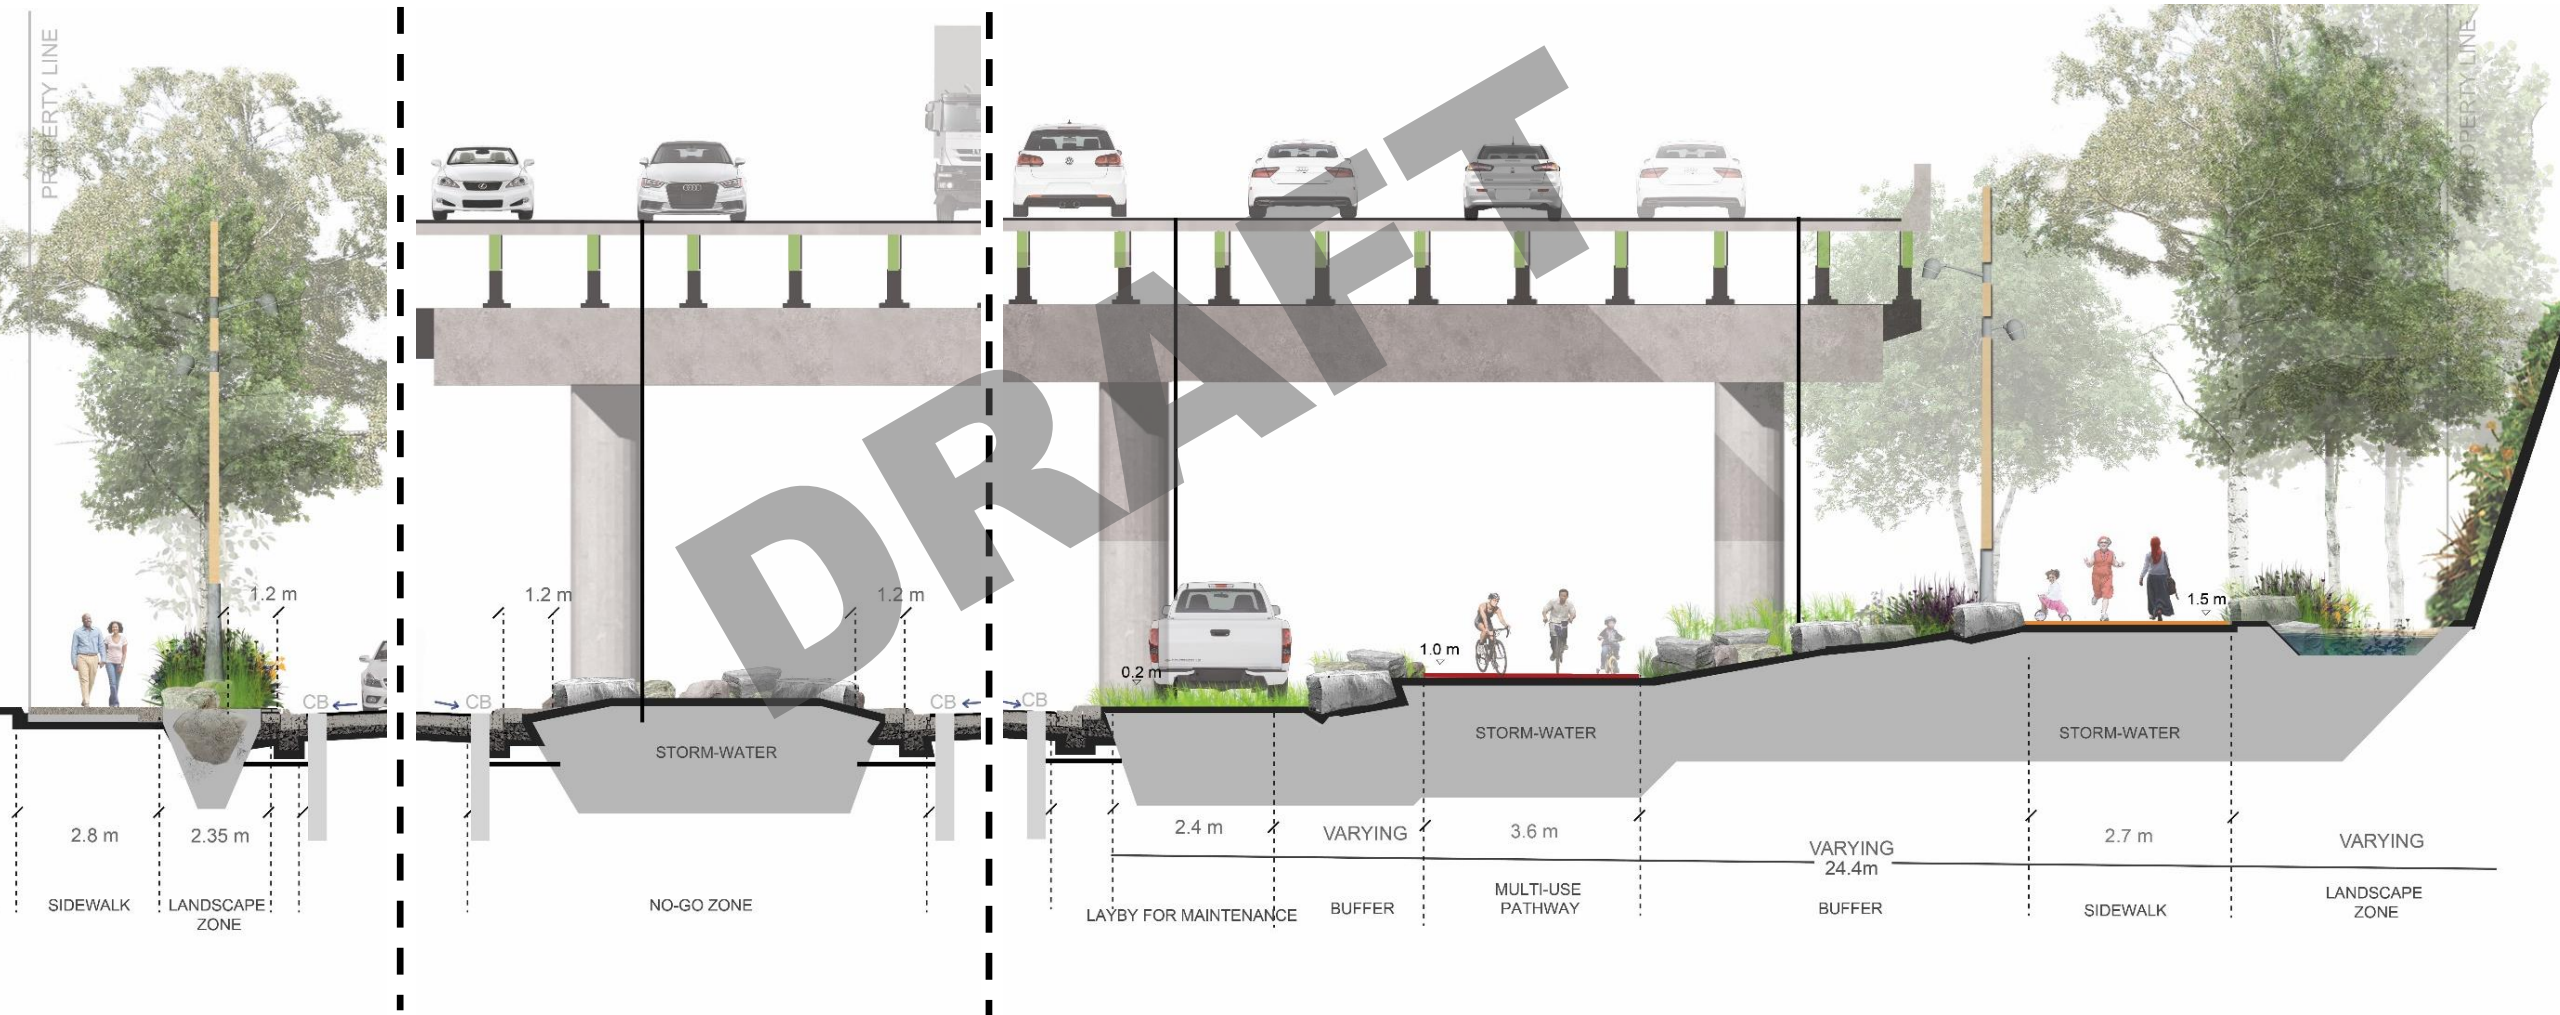 PROPERTY LINE
PROPERTY LINE
DRAFT
1.2 m
1.2 m
1.2 m
1.5 m
1.0 m
0.2 m
CB
CB
CB
CB
STORM-WATER
STORM-WATER
STORM-WATER
2.8 m
2.35 m
2.4 m
VARYING
3.6 m
VARYING
24.4m
2.7 m
VARYING
SIDEWALK
LANDSCAPE
ZONE
NO-GO ZONE
LAYBY FOR MAINTENANCE
BUFFER
MULTI-USE
PATHWAY
BUFFER
SIDEWALK
LANDSCAPE
ZONE